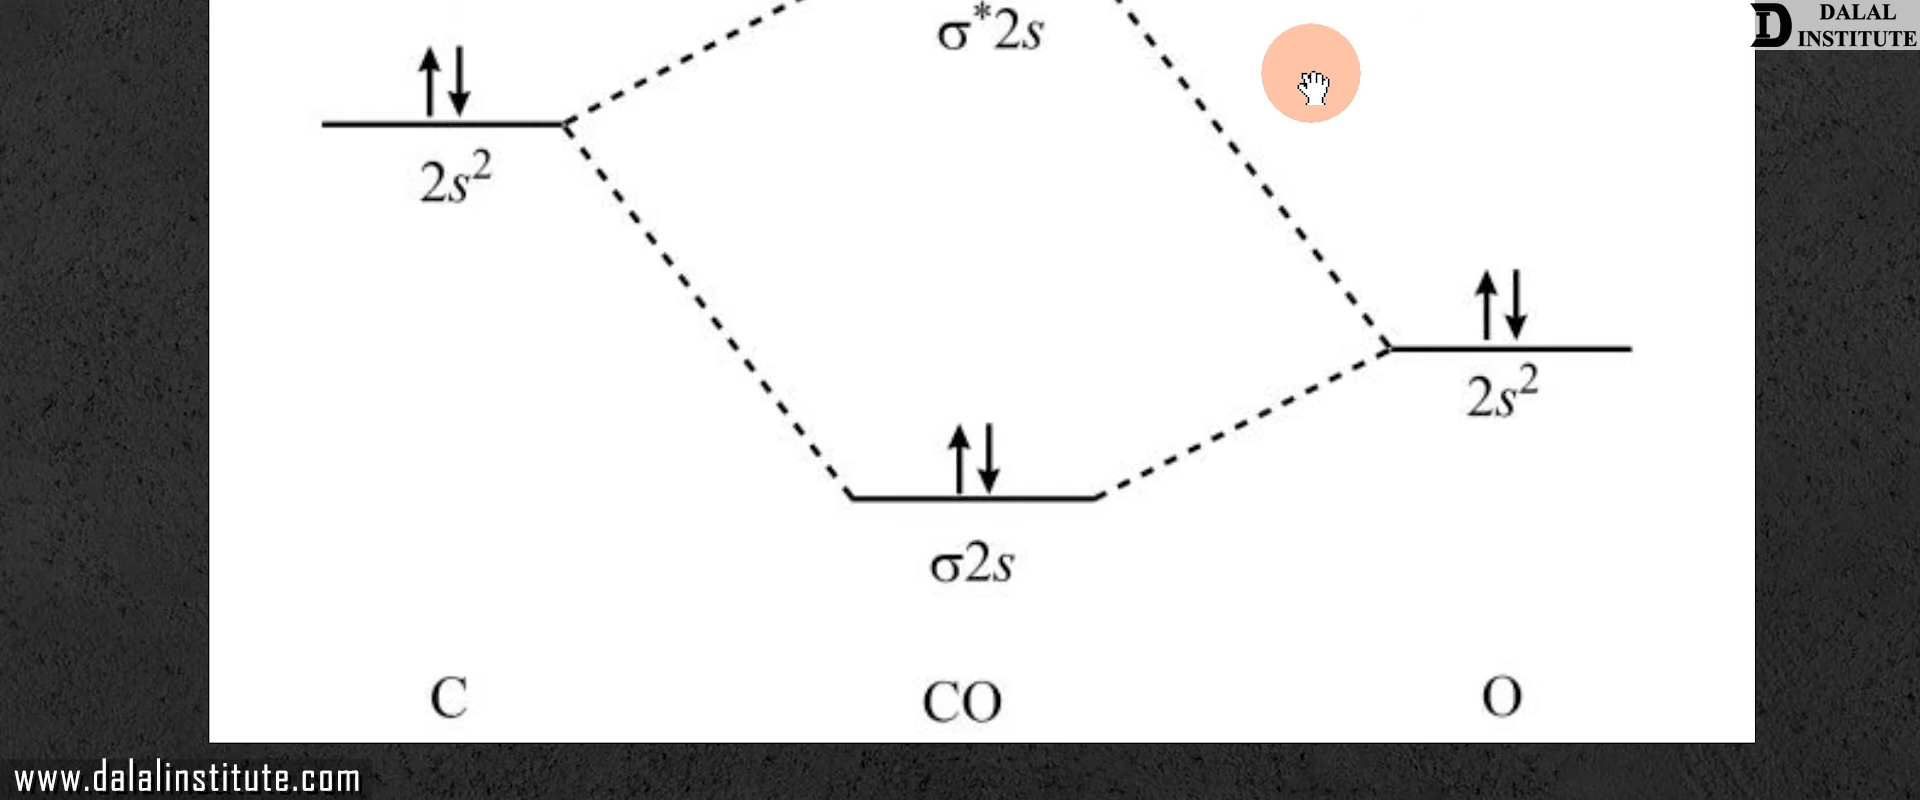 DALAL
INSTITUTE
σ*2s
2s²
2s²
σ2s
C CO O
www.dalalinstitute.com